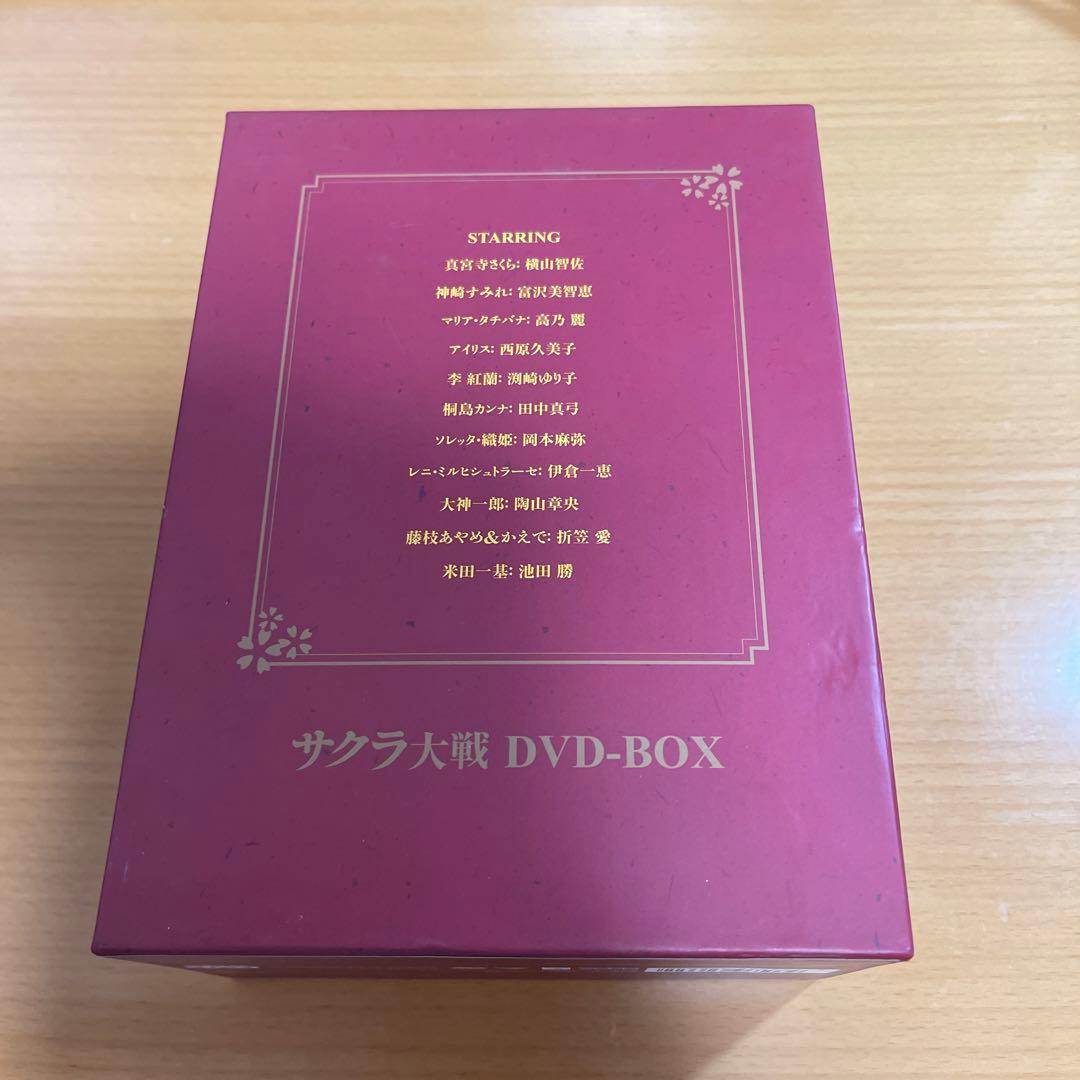 STARRING
真宮寺さくら: 横山智佐
神崎すみれ: 富沢美智恵
マリア・タチバナ: 高乃 麗
アイリス: 西原久美子
李 紅蘭: 渕崎ゆり子
桐島カンナ: 田中真弓
ソレッタ・織姫: 岡本麻弥
レニ・ミルヒシュトラーセ: 伊倉一恵
大神一郎: 陶山章央
藤枝あやめ&かえで: 折笠 愛
米田一基: 池田 勝
サクラ大戦 DVD-BOX